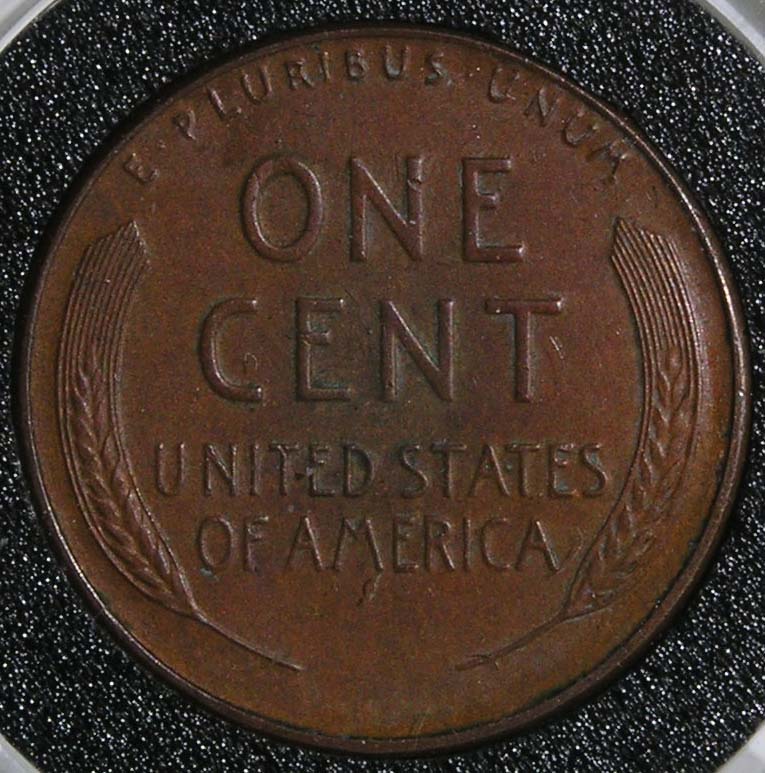 E·PLURIBUS·UNUM
ONE
CENT
UNITED STATES
OF AMERICA